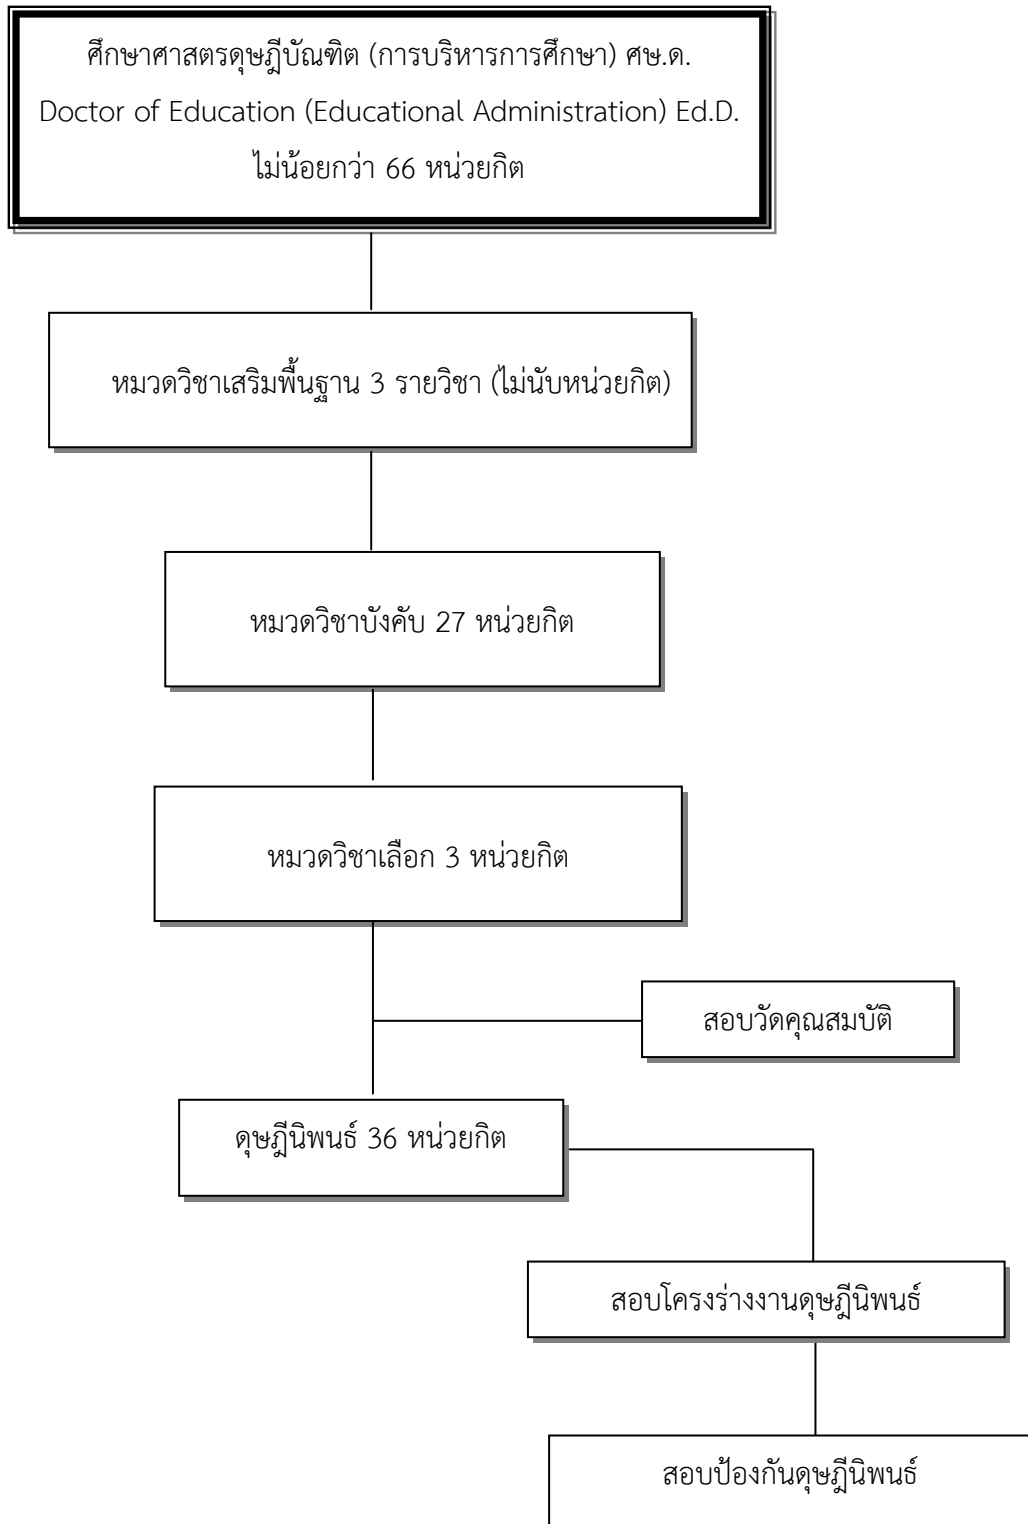 ศึกษาศาสตรดุษฎีบัณฑิต (การบริหารการศึกษา) ศษ.ด.
Doctor of Education (Educational Administration) Ed.D.
ไม่น้อยกว่า 66 หน่วยกิต
หมวดวิชาเสริมพื้นฐาน 3 รายวิชา (ไม่นับหน่วยกิต)
หมวดวิชาบังคับ 27 หน่วยกิต
หมวดวิชาเลือก 3 หน่วยกิต
สอบวัดคุณสมบัติ
ดุษฎีนิพนธ์ 36 หน่วยกิต
สอบโครงร่างงานดุษฎีนิพนธ์
สอบป้องกันดุษฎีนิพนธ์